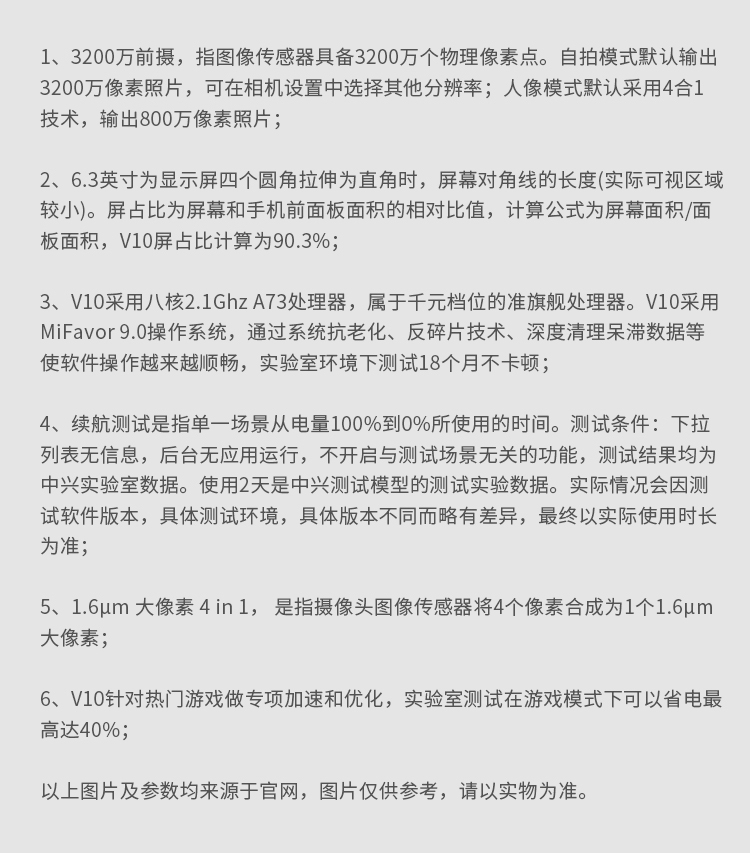 1、3200万前摄，指图像传感器具备3200万个物理像素点。自拍模式默认输出
3200万像素照片，可在相机设置中选择其他分辨率；人像模式默认采用4合1
技术，输出800万像素照片；
2、6.3英寸为显示屏四个圆角拉伸为直角时，屏幕对角线的长度(实际可视区域
较小)。屏占比为屏幕和手机前面板面积的相对比值，计算公式为屏幕面积/面
板面积，V10屏占比计算为90.3%；
3、V10采用八核2.1Ghz A73处理器，属于千元档位的准旗舰处理器。V10采用
MiFavor 9.0操作系统，通过系统抗老化、反碎片技术、深度清理呆滞数据等
使软件操作越来越顺畅，实验室环境下测试18个月不卡顿；
4、续航测试是指单一场景从电量100%到0%所使用的时间。测试条件：下拉
列表无信息，后台无应用运行，不开启与测试场景无关的功能，测试结果均为
中兴实验室数据。使用2天是中兴测试模型的测试实验数据。实际情况会因测
试软件版本，具体测试环境，具体版本不同而略有差异，最终以实际使用时长
为准；
5、1.6μm 大像素 4 in 1， 是指摄像头图像传感器将4个像素合成为1个1.6μm
大像素；
6、V10针对热门游戏做专项加速和优化，实验室测试在游戏模式下可以省电最
高达40%；
以上图片及参数均来源于官网，图片仅供参考，请以实物为准。